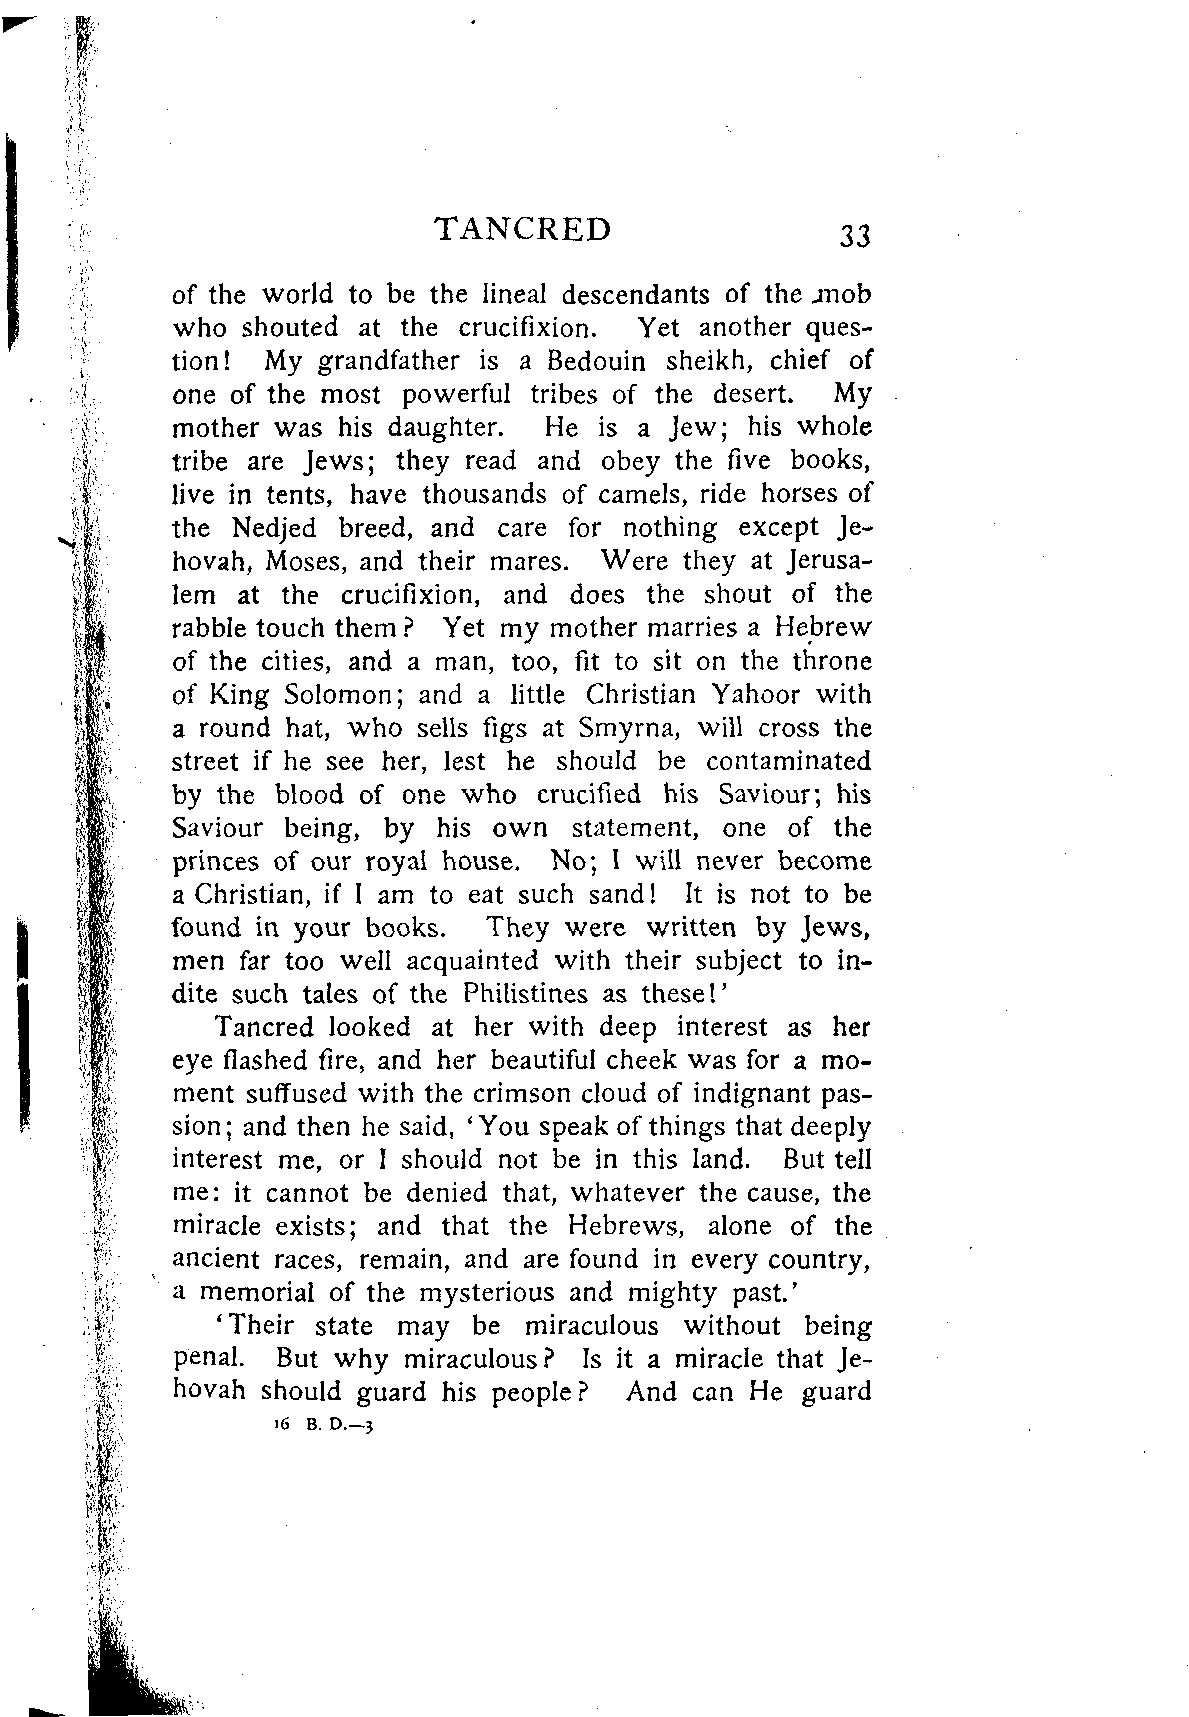 TANCRED 33
of the world to be the lineal descendants of the mob
who shouted at the crucifixion. Yet another ques-
tion! My grandfather is a Bedouin sheikh, chief of
one of the most powerful tribes of the desert. My
mother was his daughter. He is a Jew; his whole
tribe are Jews; they read and obey the five books,
live in tents, have thousands of camels, ride horses of
the Nedjed breed, and care for nothing except Je-
hovah, Moses, and their mares. Were they at Jerusa-
lem at the crucifixion, and does the shout of the
rabble touch them? Yet my mother marries a Hebrew
of the cities, and a man, too, fit to sit on the throne
of King Solomon; and a little Christian Yahoor with
a round hat, who sells figs at Smyrna, will cross the
street if he see her, lest he should be contaminated
by the blood of one who crucified his Saviour; his
Saviour being, by his own statement, one of the
princes of our royal house. No; I will never become
a Christian, if I am to eat such sand! It is not to be
found in your books. They were written by Jews,
men far too well acquainted with their subject to in-
dite such tales of the Philistines as these!'
Tancred looked at her with deep interest as her
eye flashed fire, and her beautiful cheek was for a mo-
ment suffused with the crimson cloud of indignant pas-
sion; and then he said, 'You speak of things that deeply
interest me, or I should not be in this land. But tell
me: it cannot be denied that, whatever the cause, the
miracle exists; and that the Hebrews, alone of the
ancient races, remain, and are found in every country,
a memorial of the mysterious and mighty past.'
'Their state may be miraculous without being
penal. But why miraculous? Is it a miracle that Je-
hovah should guard his people? And can He guard
16 B. D.—3